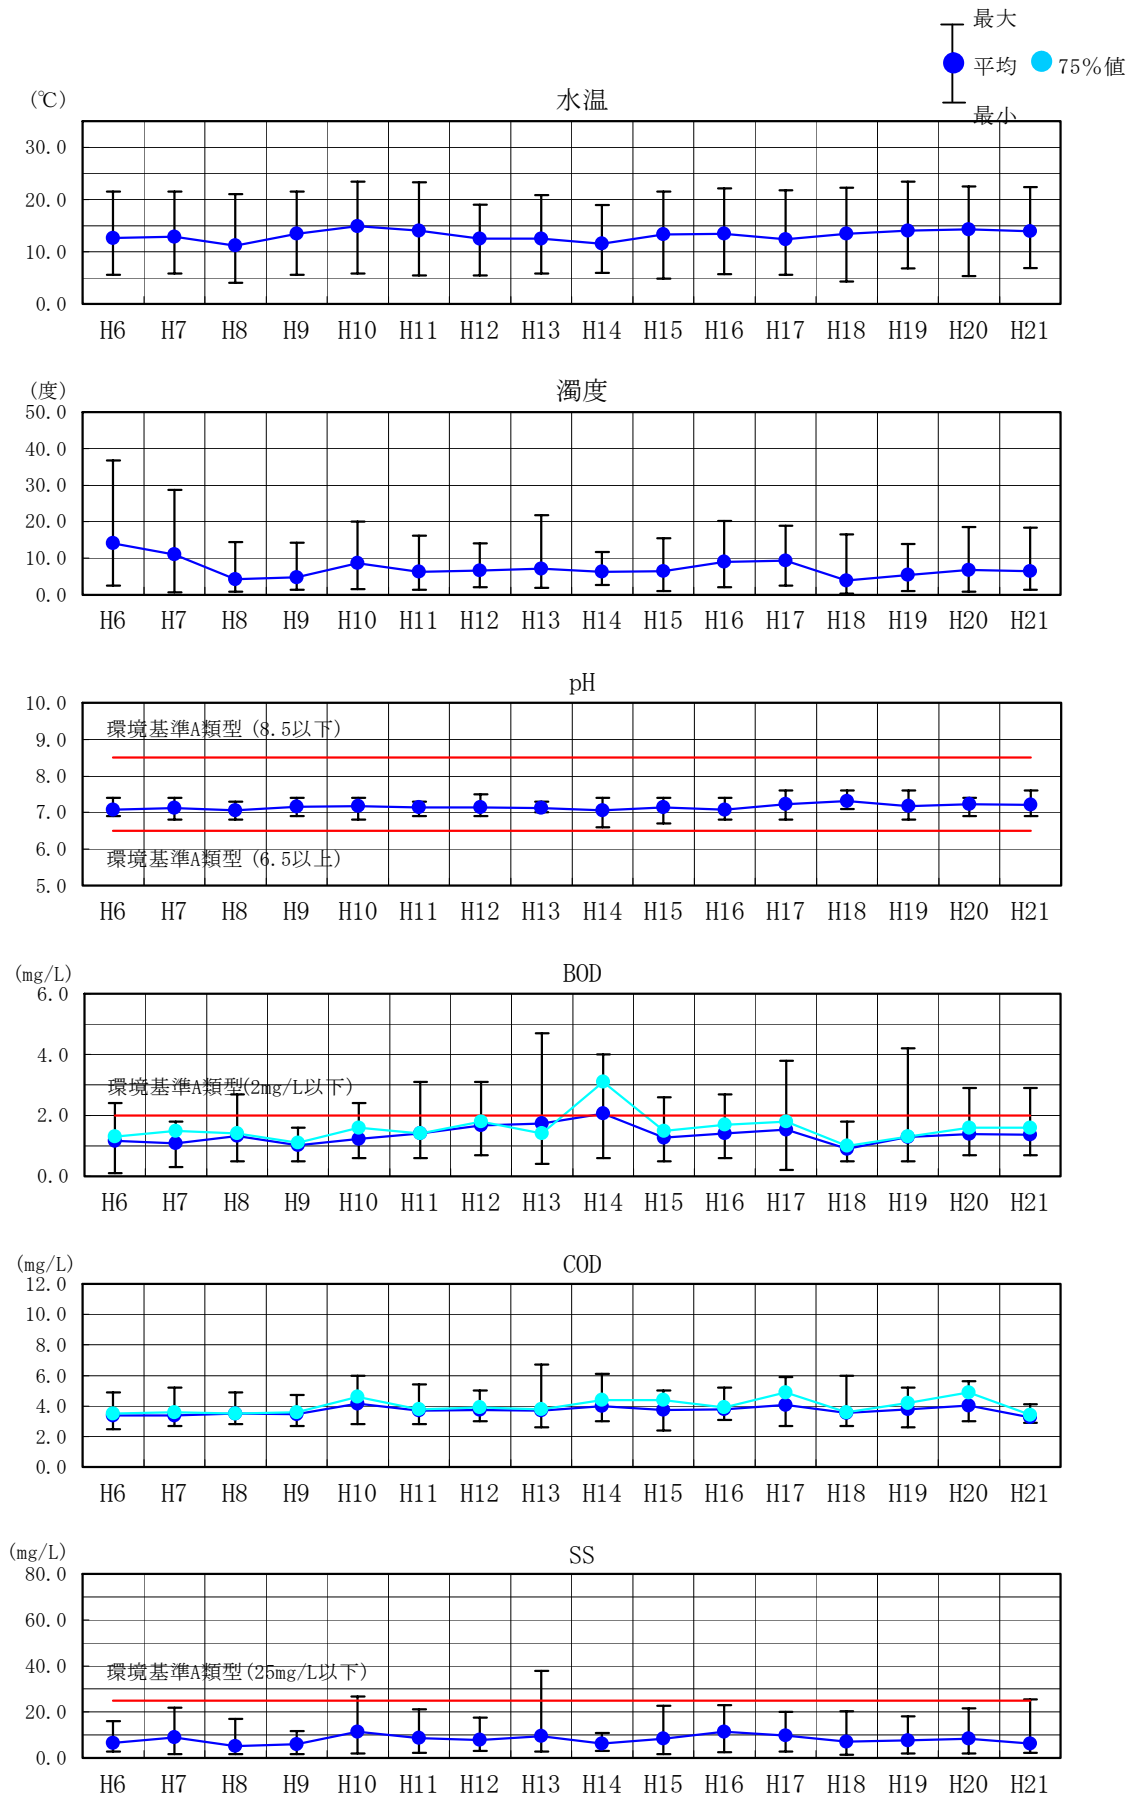 最大
平均 75%値
最小
(℃) 水温
30.0
20.0
10.0
0.0
H6 H7 H8 H9 H10 H11 H12 H13 H14 H15 H16 H17 H18 H19 H20 H21
(度) 濁度
50.0
40.0
30.0
20.0
10.0
0.0
H6 H7 H8 H9 H10 H11 H12 H13 H14 H15 H16 H17 H18 H19 H20 H21
pH
10.0
環境基準A類型 (8.5以下)
9.0
8.0
7.0
6.0
環境基準A類型 (6.5以上)
5.0
H6 H7 H8 H9 H10 H11 H12 H13 H14 H15 H16 H17 H18 H19 H20 H21
(mg/L) BOD
6.0
4.0
環境基準A類型(2mg/L以下)
2.0
0.0
H6 H7 H8 H9 H10 H11 H12 H13 H14 H15 H16 H17 H18 H19 H20 H21
(mg/L) COD
12.0
10.0
8.0
6.0
4.0
2.0
0.0
H6 H7 H8 H9 H10 H11 H12 H13 H14 H15 H16 H17 H18 H19 H20 H21
(mg/L) SS
80.0
60.0
40.0
環境基準A類型(25mg/L以下)
20.0
0.0
H6 H7 H8 H9 H10 H11 H12 H13 H14 H15 H16 H17 H18 H19 H20 H21